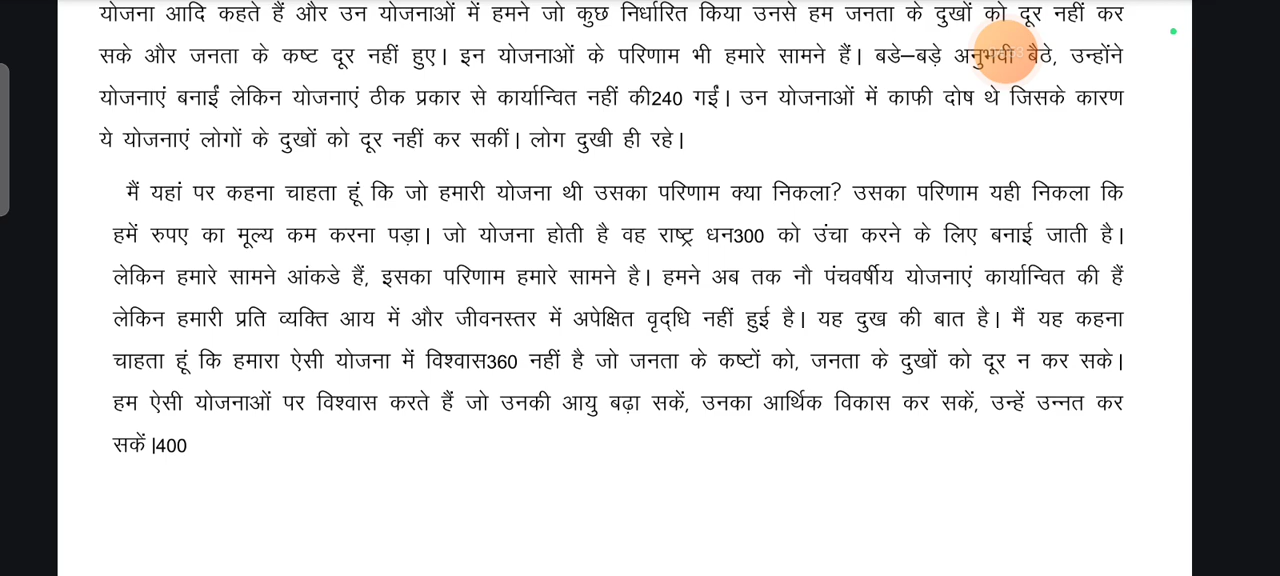 योजना आदि कहते हैं और उन योजनाओं में हमने जो कुछ निर्धारित किया उनसे हम जनता के दुखों को दूर नहीं कर
सके और जनता के कष्ट दूर नहीं हुए। इन योजनाओं के परिणाम भी हमारे सामने हैं। बडे–बड़े अनुभवी बैठे, उन्होंने
योजनाएं बनाईं लेकिन योजनाएं ठीक प्रकार से कार्यान्वित नहीं की240 गईं। उन योजनाओं में काफी दोष थे जिसके कारण
ये योजनाएं लोगों के दुखों को दूर नहीं कर सकीं। लोग दुखी ही रहे।
मैं यहां पर कहना चाहता हूं कि जो हमारी योजना थी उसका परिणाम क्या निकला? उसका परिणाम यही निकला कि
हमें रुपए का मूल्य कम करना पड़ा। जो योजना होती है वह राष्ट्र धन300 को उंचा करने के लिए बनाई जाती है।
लेकिन हमारे सामने आंकडे हैं, इसका परिणाम हमारे सामने है। हमने अब तक नौ पंचवर्षीय योजनाएं कार्यान्वित की हैं
लेकिन हमारी प्रति व्यक्ति आय में और जीवनस्तर में अपेक्षित वृद्धि नहीं हुई है। यह दुख की बात है। मैं यह कहना
चाहता हूं कि हमारा ऐसी योजना में विश्वास360 नहीं है जो जनता के कष्टों को, जनता के दुखों को दूर न कर सके।
हम ऐसी योजनाओं पर विश्वास करते हैं जो उनकी आयु बढ़ा सकें, उनका आर्थिक विकास कर सकें, उन्हें उन्नत कर
सकें।400